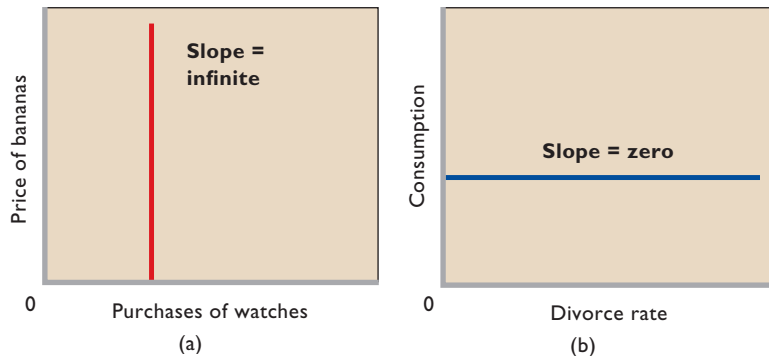 Slope =
infinite
Price of bananas
0
Purchases of watches
(a)
Slope = zero
Consumption
0
Divorce rate
(b)